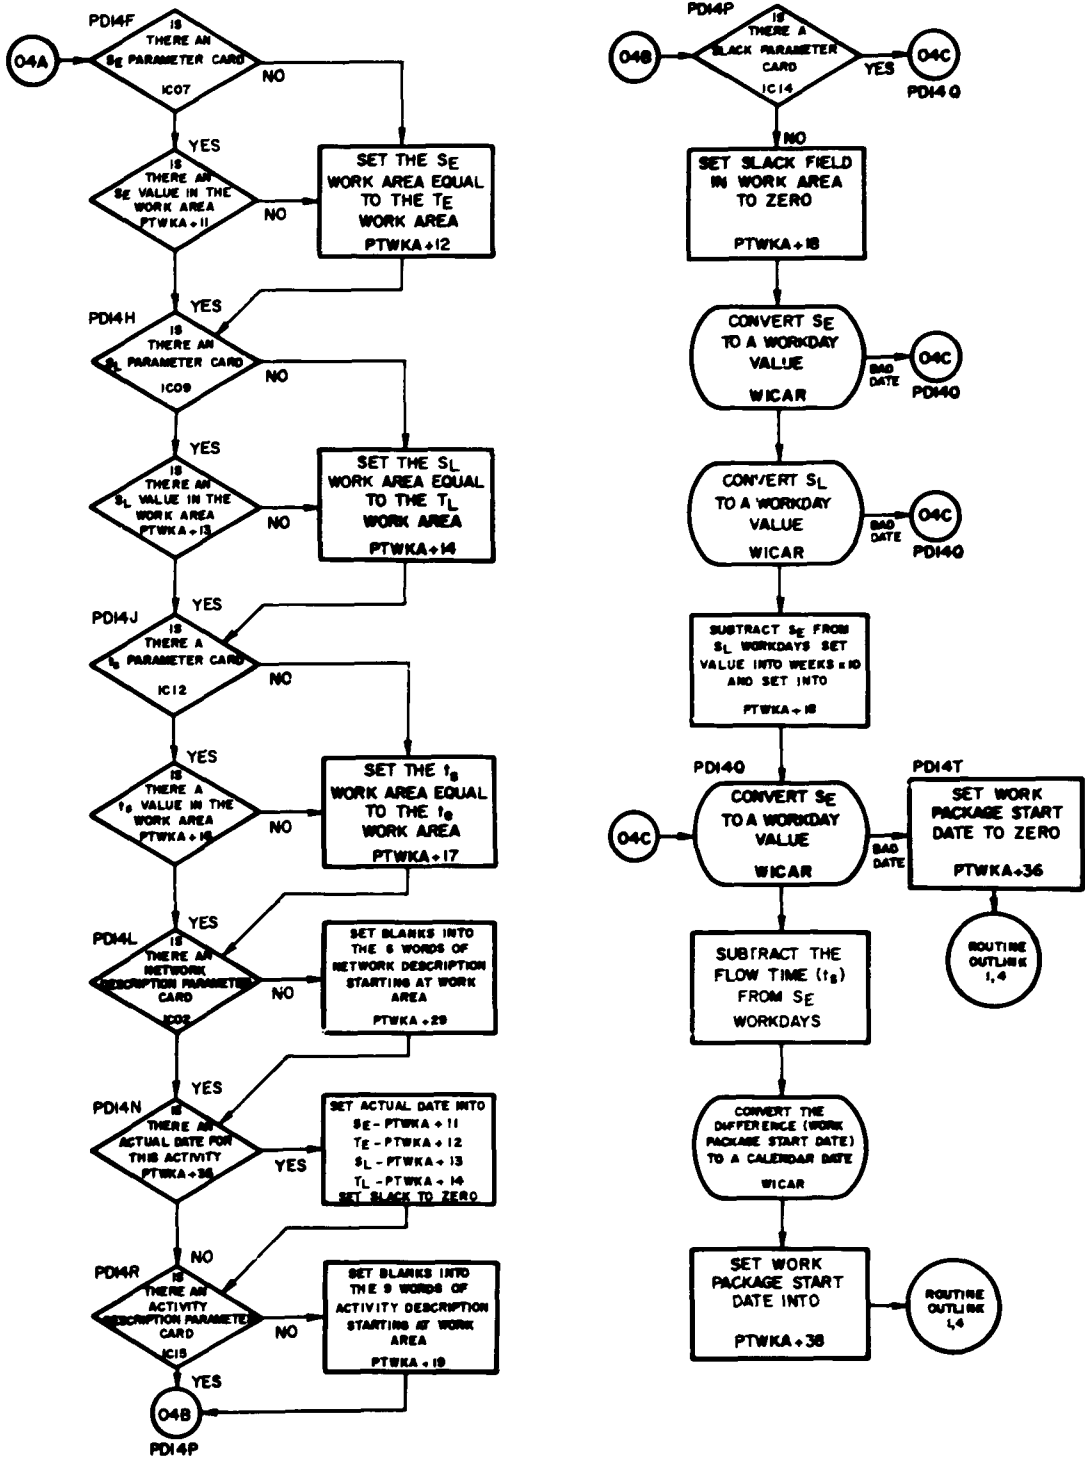 PD14F
04A
IS
THERE AN
SE PARAMETER CARD
IC07
NO
YES
IS
THERE AN
SE VALUE IN THE
WORK AREA
PTWKA+11
NO
SET THE SE
WORK AREA EQUAL
TO THE TE
WORK AREA
PTWKA+12
YES
PD14H
IS
THERE AN
SL PARAMETER CARD
IC09
NO
YES
IS
THERE AN
SL VALUE IN THE
WORK AREA
PTWKA+13
NO
SET THE SL
WORK AREA EQUAL
TO THE TL
WORK AREA
PTWKA+14
YES
PD14J
IS
THERE A
ts PARAMETER CARD
IC12
NO
YES
IS
THERE A
ts VALUE IN THE
WORK AREA
NO
SET THE ts
WORK AREA EQUAL
TO THE te
WORK AREA
PTWKA+17
YES
PD14L
IS
THERE AN
NETWORK
DESCRIPTION PARAMETER
CARD
IC02
NO
SET BLANKS INTO
THE 6 WORDS OF
NETWORK DESCRIPTION
STARTING AT WORK
AREA
PTWKA+29
YES
PD14N
IS
THERE AN
ACTUAL DATE FOR
THIS ACTIVITY
PTWKA+36
YES
SET ACTUAL DATE INTO
SE-PTWKA+11
TE-PTWKA+12
SL-PTWKA+13
TL-PTWKA+14
SET SLACK TO ZERO
NO
PD14R
IS
THERE AN
ACTIVITY
DESCRIPTION PARAMETER
CARD
IC15
NO
SET BLANKS INTO
THE 9 WORDS OF
ACTIVITY DESCRIPTION
STARTING AT WORK
AREA
PTWKA+19
YES
04B
PD14P
PD14P
04B
IS
THERE A
SLACK PARAMETER
CARD
IC14
YES
04C
PD14Q
NO
SET SLACK FIELD
IN WORK AREA
TO ZERO
PTWKA+18
CONVERT SE
TO A WORKDAY
VALUE
WICAR
BAD
DATE
04C
PD14Q
CONVERT SL
TO A WORKDAY
VALUE
WICAR
BAD
DATE
04C
PD14Q
SUBTRACT SE FROM
SL WORKDAYS SET
VALUE INTO WEEKS x 10
AND SET INTO
PTWKA+18
PD14Q
04C
CONVERT SE
TO A WORKDAY
VALUE
WICAR
BAD
DATE
PD14T
SET WORK
PACKAGE START
DATE TO ZERO
PTWKA+36
ROUTINE
OUTLINK
1,4
SUBTRACT THE
FLOW TIME (ts)
FROM SE
WORKDAYS
CONVERT THE
DIFFERENCE (WORK
PACKAGE START DATE)
TO A CALENDAR DATE
WICAR
SET WORK
PACKAGE START
DATE INTO
PTWKA+38
ROUTINE
OUTLINK
1,4